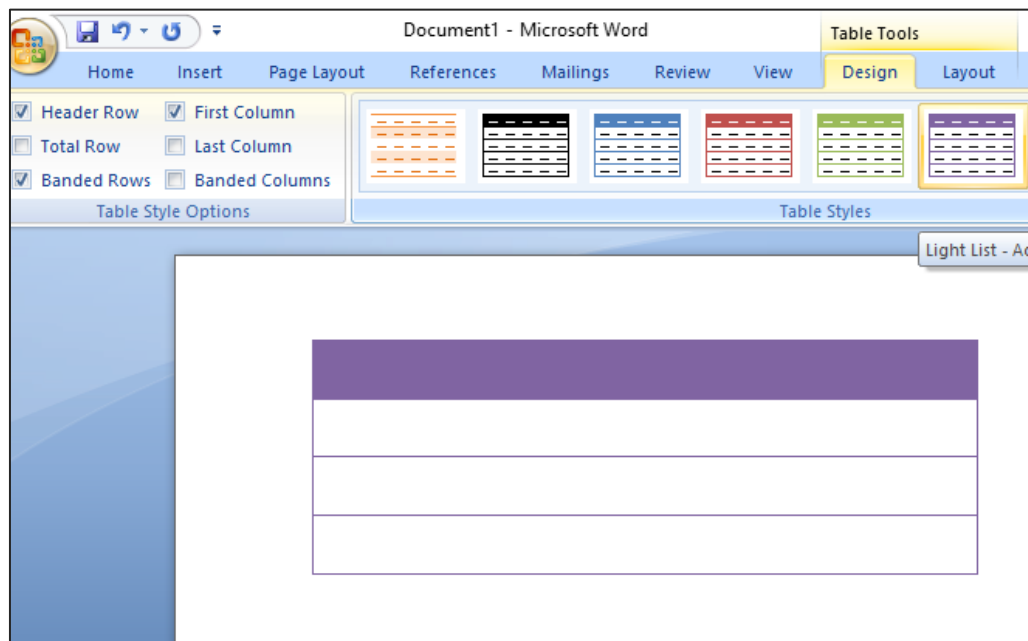 Document1 - Microsoft Word
Table Tools
Home Insert Page Layout References Mailings Review View Design Layout
Header Row First Column
Total Row Last Column
Banded Rows Banded Columns
Table Style Options Table Styles
Light List - Ac